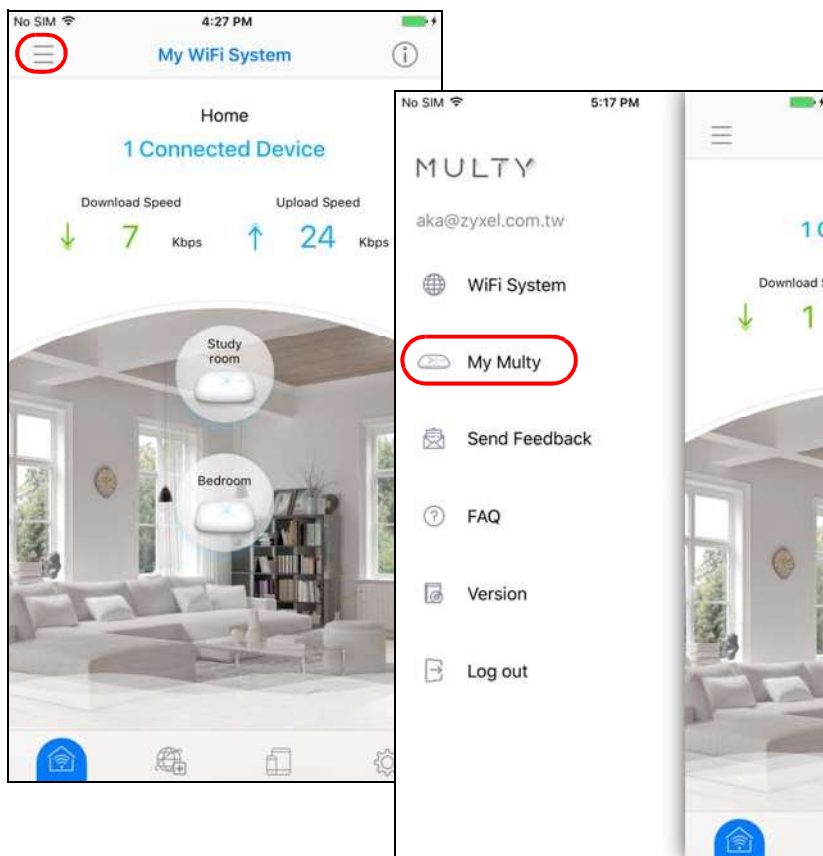 No SIM 4:27 PM
My WiFi System
Home
1 Connected Device
Download Speed Upload Speed
7 Kbps 24 Kbps
Study
room
Bedroom
No SIM 5:17 PM
MULTY
aka@zyxel.com.tw
WiFi System
My Multy
Send Feedback
FAQ
Version
Log out
1
Download
1